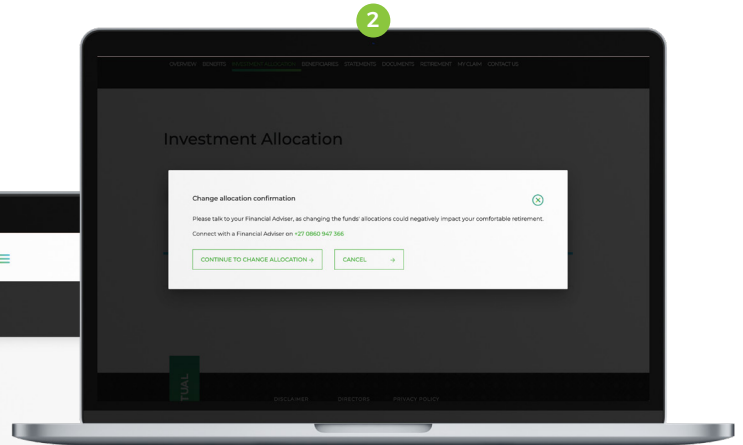 2
OVERVIEW BENEFITS INVESTMENT ALLOCATION BENEFICIARIES STATEMENTS DOCUMENTS RETIREMENT MY CLAIM CONTACT US
Investment Allocation
Change allocation confirmation
Please talk to your Financial Adviser, as changing the funds' allocations could negatively impact your comfortable retirement.
Connect with a Financial Adviser on +27 0860 947 366
CONTINUE TO CHANGE ALLOCATION → CANCEL →
TUAL
DISCLAIMER DIRECTORS PRIVACY POLICY